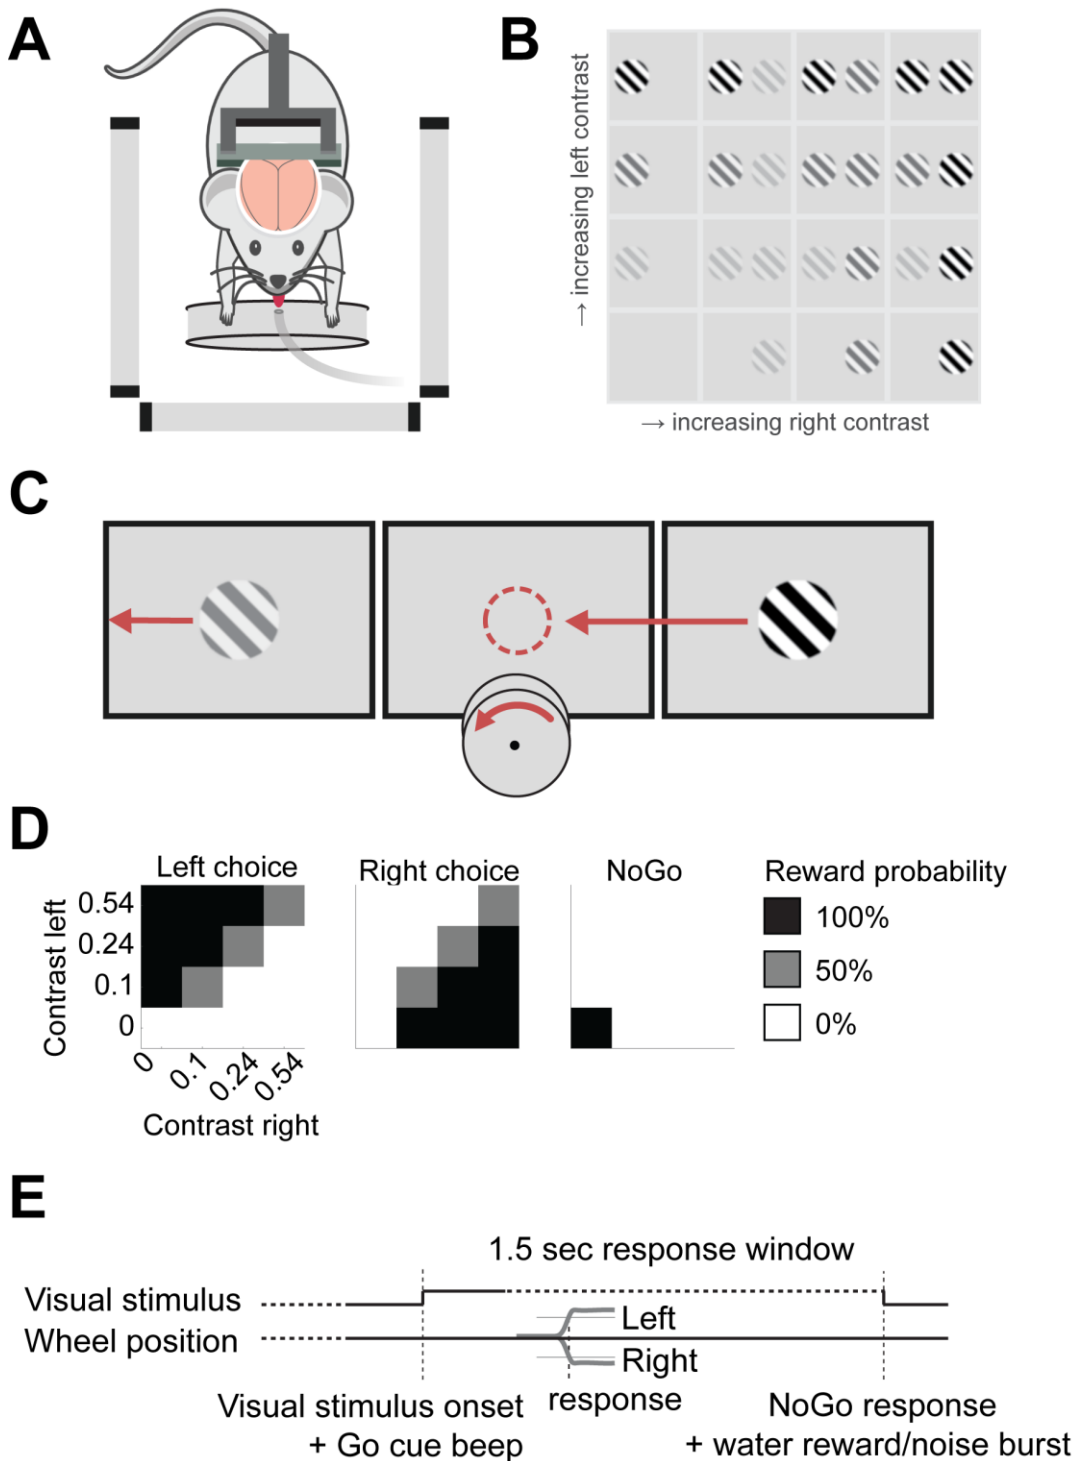 A
B
→ increasing left contrast
→ increasing right contrast
C
D
Left choice
Right choice
NoGo
Reward probability
100%
50%
0%
Contrast left
0.54
0.24
0.1
0
0
0.1
0.24
0.54
Contrast right
E
1.5 sec response window
Visual stimulus
Wheel position
Left
Right
response
Visual stimulus onset
+ Go cue beep
NoGo response
+ water reward/noise burst